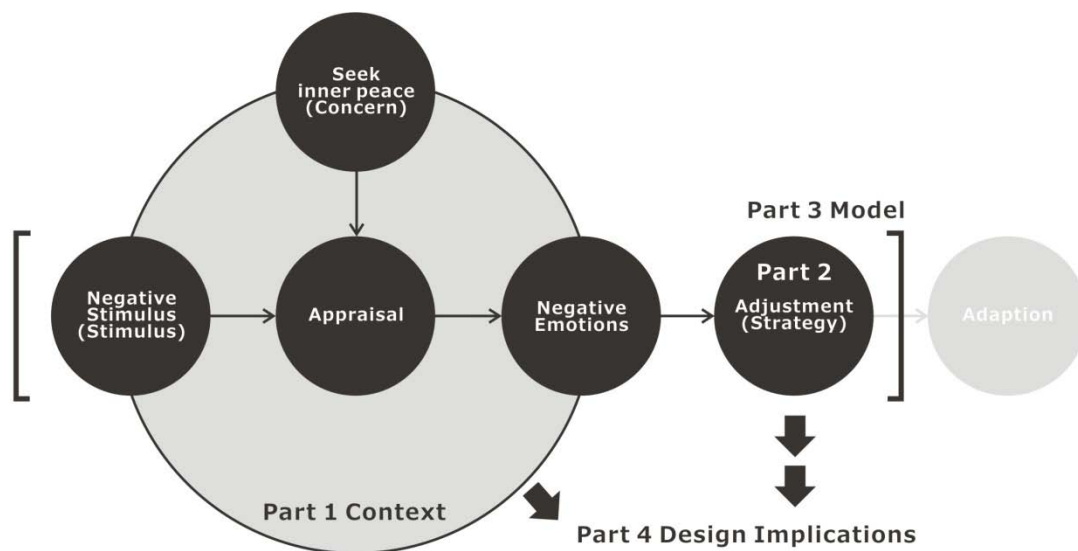 Seek
inner peace
(Concern)
Part 3 Model
Negative
Stimulus
(Stimulus)
Appraisal
Negative
Emotions
Part 2
Adjustment
(Strategy)
Adaption
Part 1 Context
Part 4 Design Implications